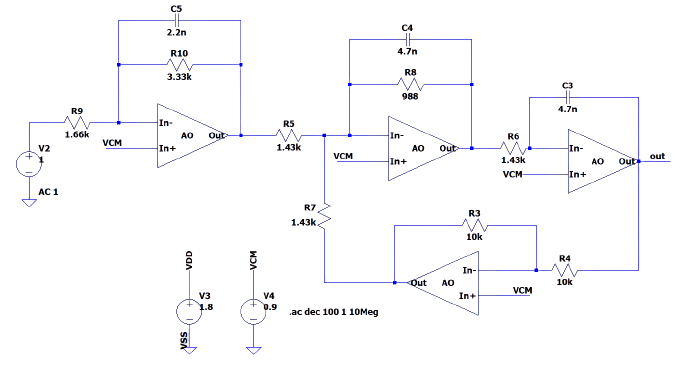 C5
2.2n
R10
3.33k
R9
1.66k
In-
AO
Out
In+
VCM
V2
1
AC 1
R5
1.43k
C4
4.7n
R8
988
In-
AO
Out
In+
VCM
R6
1.43k
C3
4.7n
In-
AO
Out
In+
VCM
out
R7
1.43k
R3
10k
R4
10k
In-
Out
AO
In+
VCM
VDD
V3
1.8
VSS
VCM
V4
0.9
.ac dec 100 1 10Meg